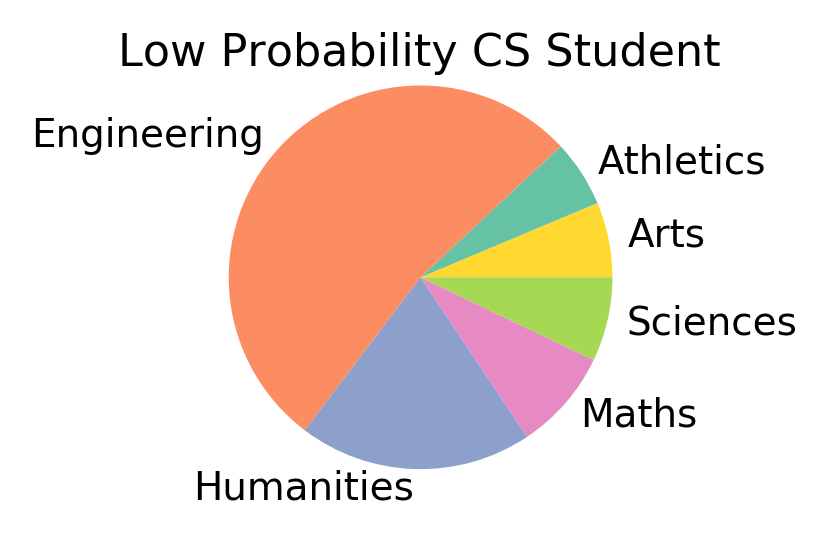 Low Probability CS Student
Engineering
Athletics
Arts
Sciences
Maths
Humanities